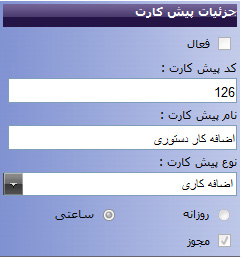 جزئیات پیش کارت
فعال
کد پیش کارت :
126
نام پیش کارت :
اضافه کار دستوری
نوع پیش کارت :
اضافه کاری
روزانه ساعتی
مجوز